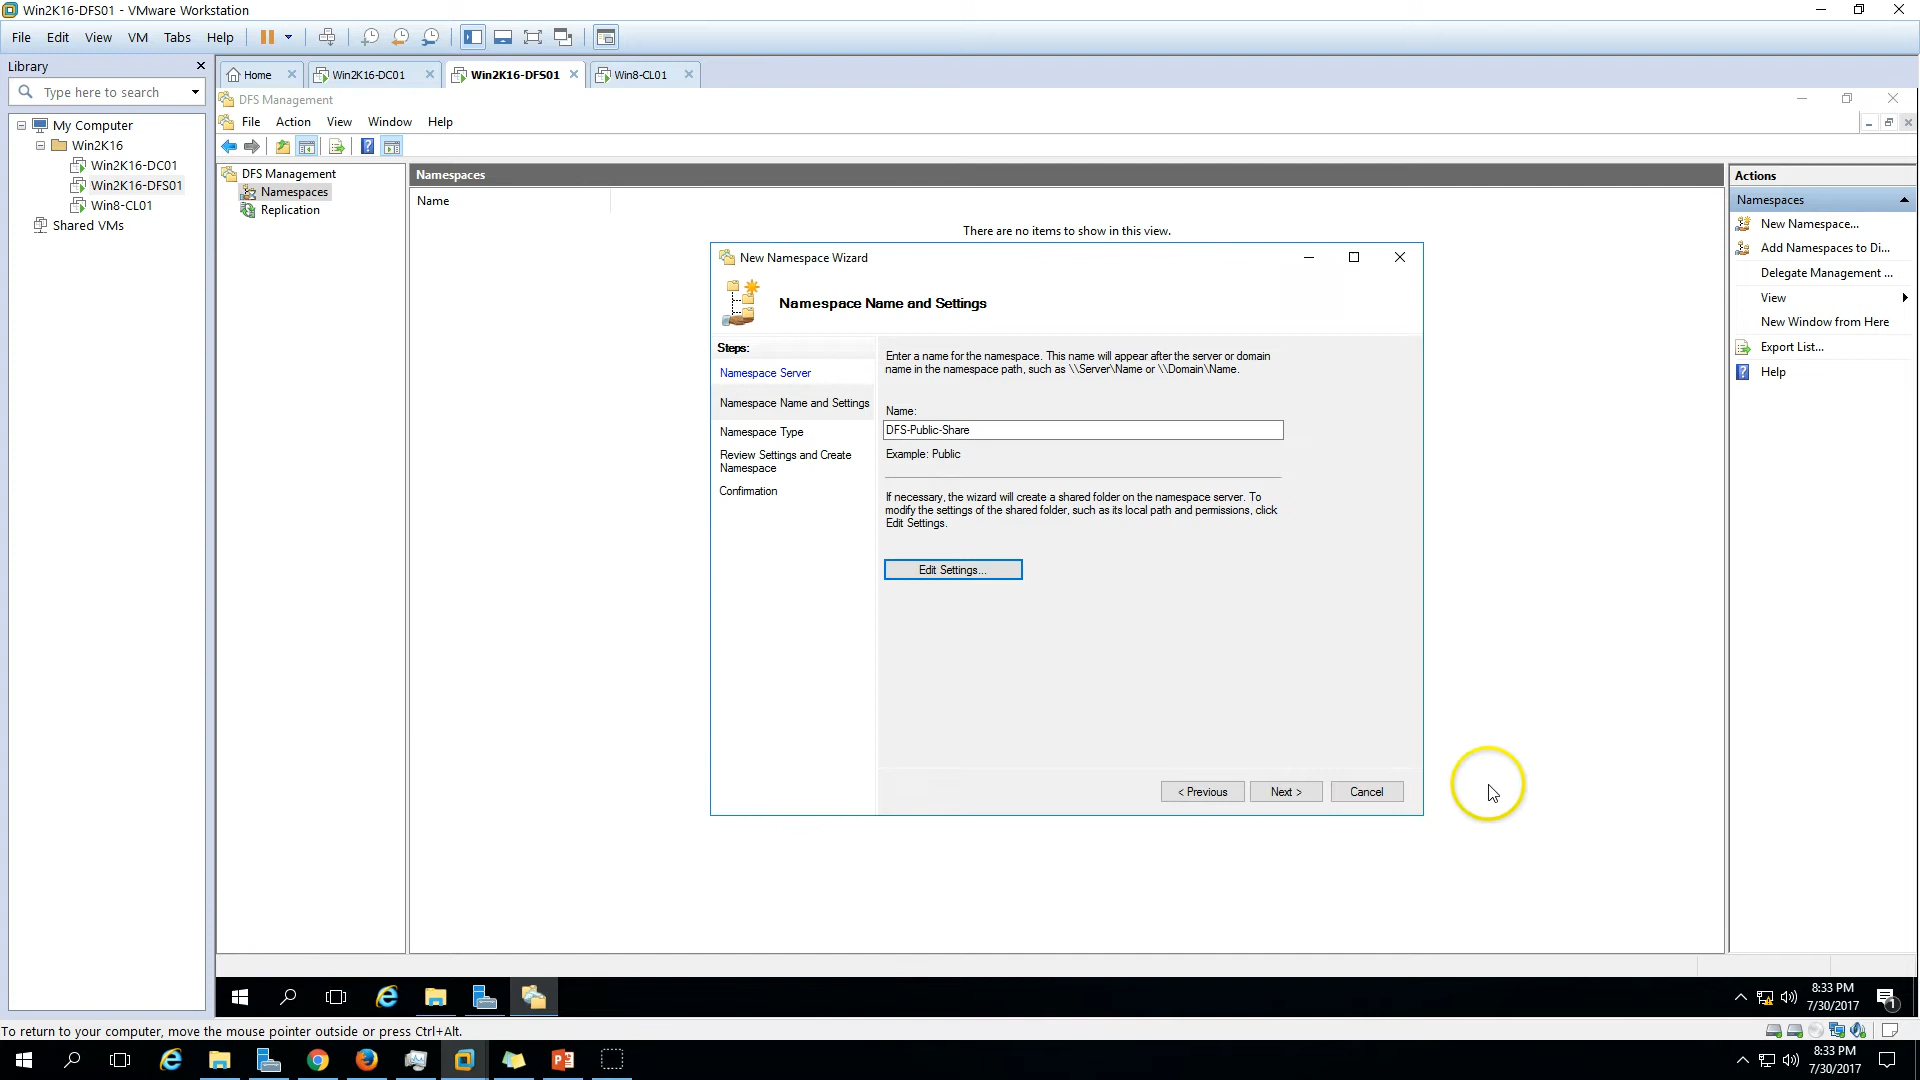 Win2K16-DFS01 - VMware Workstation
File Edit View VM Tabs Help
Library
Type here to search
My Computer
Win2K16
Win2K16-DC01
Win2K16-DFS01
Win8-CL01
Shared VMs
Home Win2K16-DC01 Win2K16-DFS01 Win8-CL01
DFS Management
File Action View Window Help
DFS Management
Namespaces
Replication
Namespaces
Name
There are no items to show in this view.
New Namespace Wizard
Namespace Name and Settings
Steps:
Namespace Server
Namespace Name and Settings
Namespace Type
Review Settings and Create
Namespace
Confirmation
Enter a name for the namespace. This name will appear after the server or domain
name in the namespace path, such as \\Server\Name or \\Domain\Name.
Name:
DFS-Public-Share
Example: Public
If necessary, the wizard will create a shared folder on the namespace server. To
modify the settings of the shared folder, such as its local path and permissions, click
Edit Settings.
Edit Settings...
< Previous Next > Cancel
Actions
Namespaces
New Namespace...
Add Namespaces to Di...
Delegate Management ...
View
New Window from Here
Export List...
Help
8:33 PM
7/30/2017
1
To return to your computer, move the mouse pointer outside or press Ctrl+Alt.
8:33 PM
7/30/2017